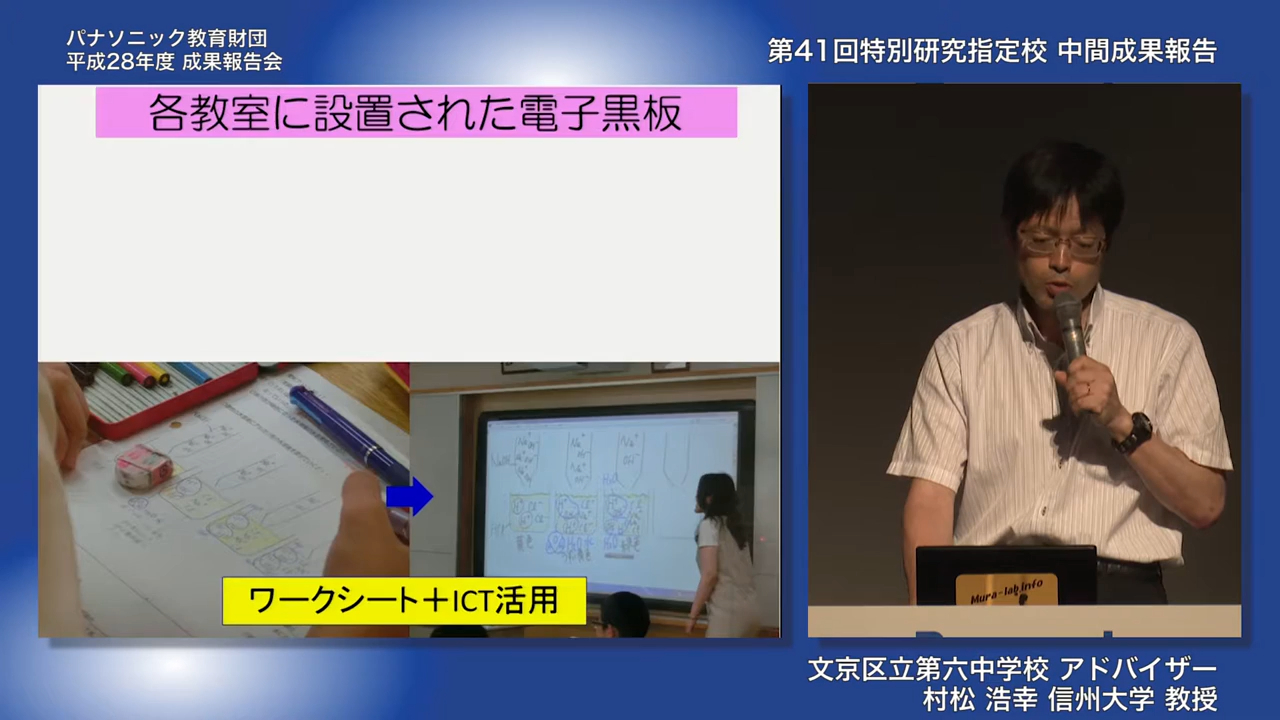 パナソニック教育財団
平成28年度 成果報告会
第41回特別研究指定校 中間成果報告
各教室に設置された電子黒板
ワークシート＋ICT活用
Mura-lab.info
文京区立第六中学校 アドバイザー
村松 浩幸 信州大学 教授